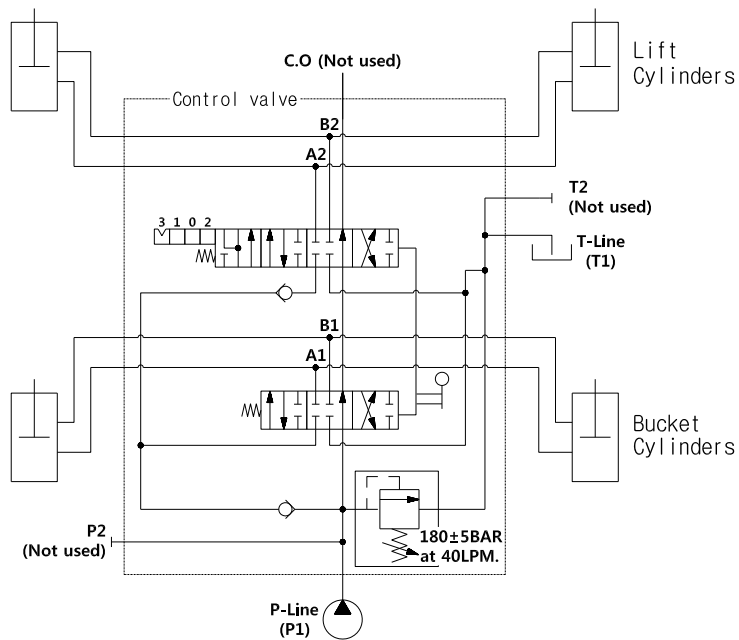 C.O (Not used)
Lift
Cylinders
Control valve
B2
A2
T2
(Not used)
3 1 0 2
T-Line
(T1)
B1
A1
Bucket
Cylinders
P2
(Not used)
180±5BAR
at 40LPM.
P-Line
(P1)